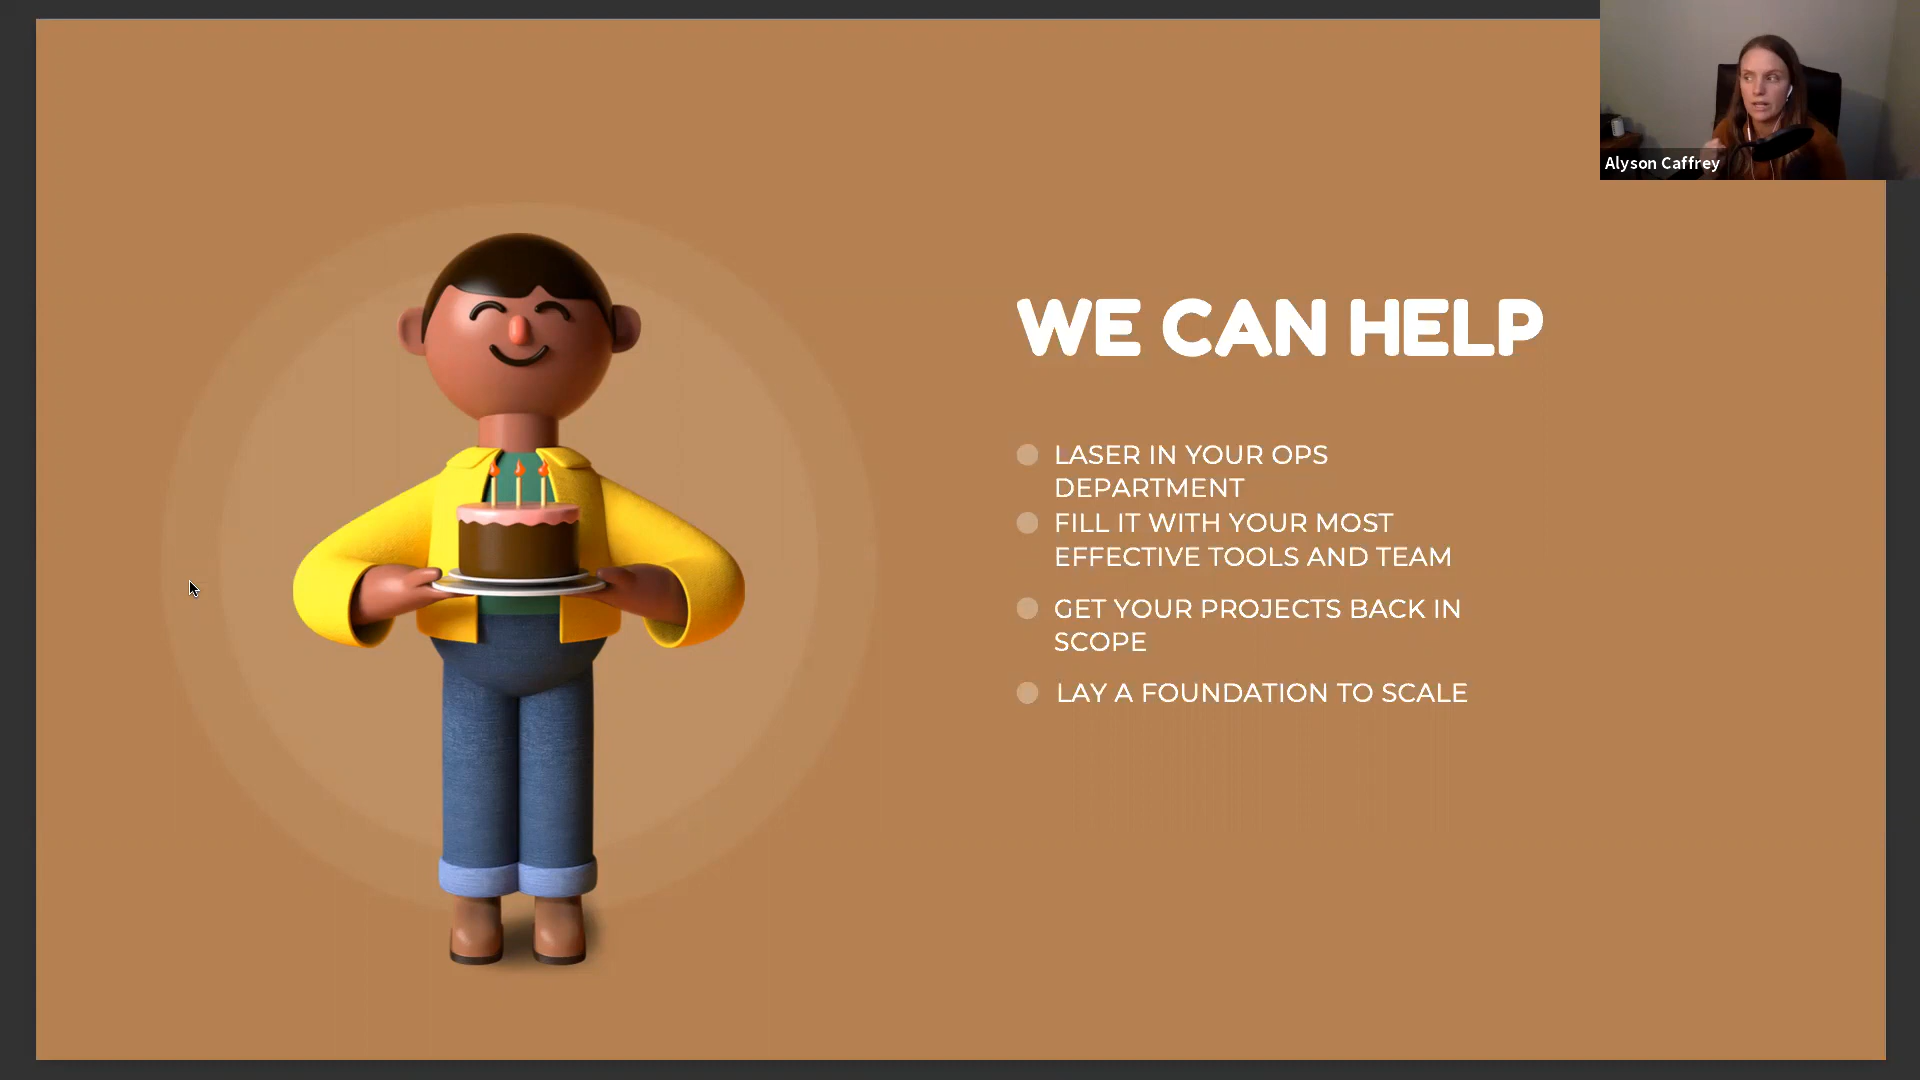 Alyson Caffrey
WE CAN HELP
LASER IN YOUR OPS
DEPARTMENT
FILL IT WITH YOUR MOST
EFFECTIVE TOOLS AND TEAM
GET YOUR PROJECTS BACK IN
SCOPE
LAY A FOUNDATION TO SCALE